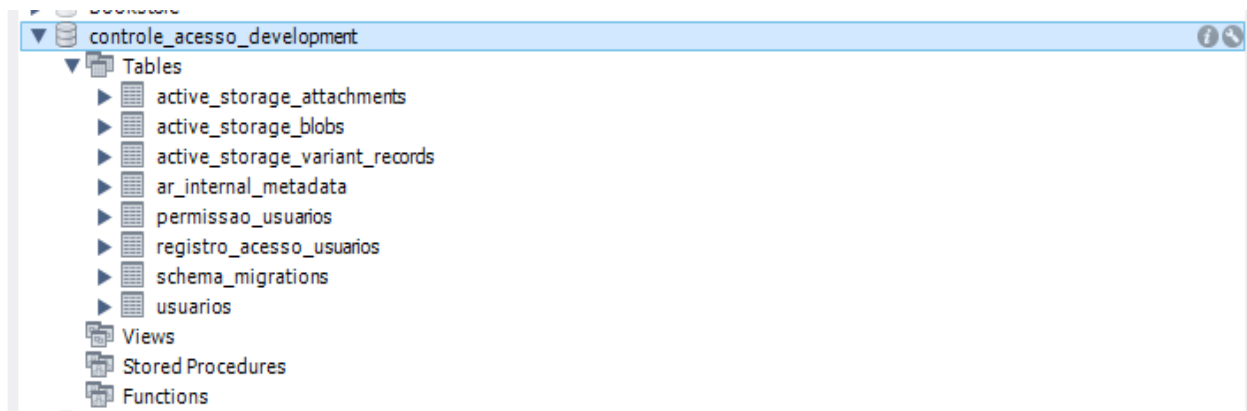 controle_acesso_development
Tables
active_storage_attachments
active_storage_blobs
active_storage_variant_records
ar_internal_metadata
permissao_usuarios
registro_acesso_usuarios
schema_migrations
usuarios
Views
Stored Procedures
Functions